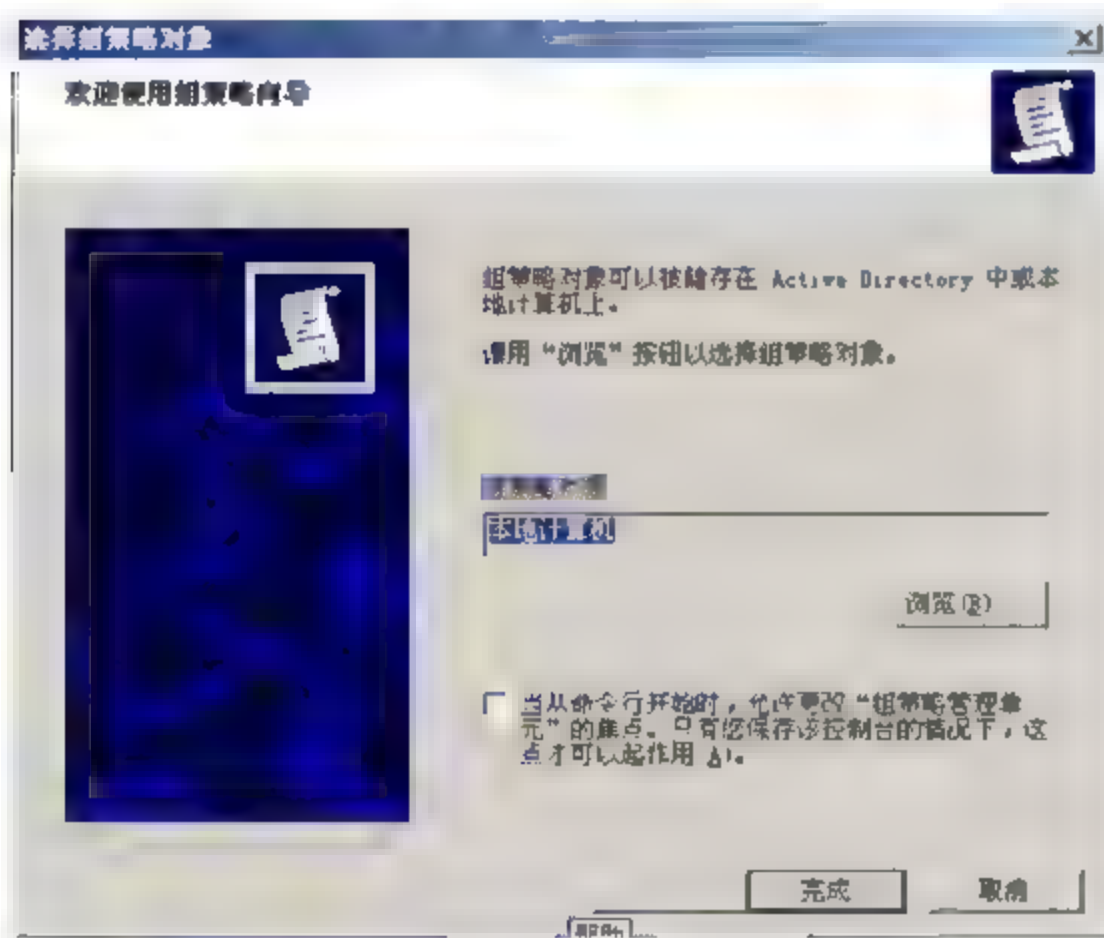 选择组策略对象
欢迎使用组策略向导
组策略对象可以被储存在 Active Directory 中或本
地计算机上。
请用“浏览”按钮以选择组策略对象。
本地计算机
浏览(B)
当从命令行开始时，允许更改“组策略管理单
元”的焦点。只有您保存该控制台的情况下，这
点才可以起作用 A)。
完成
取消